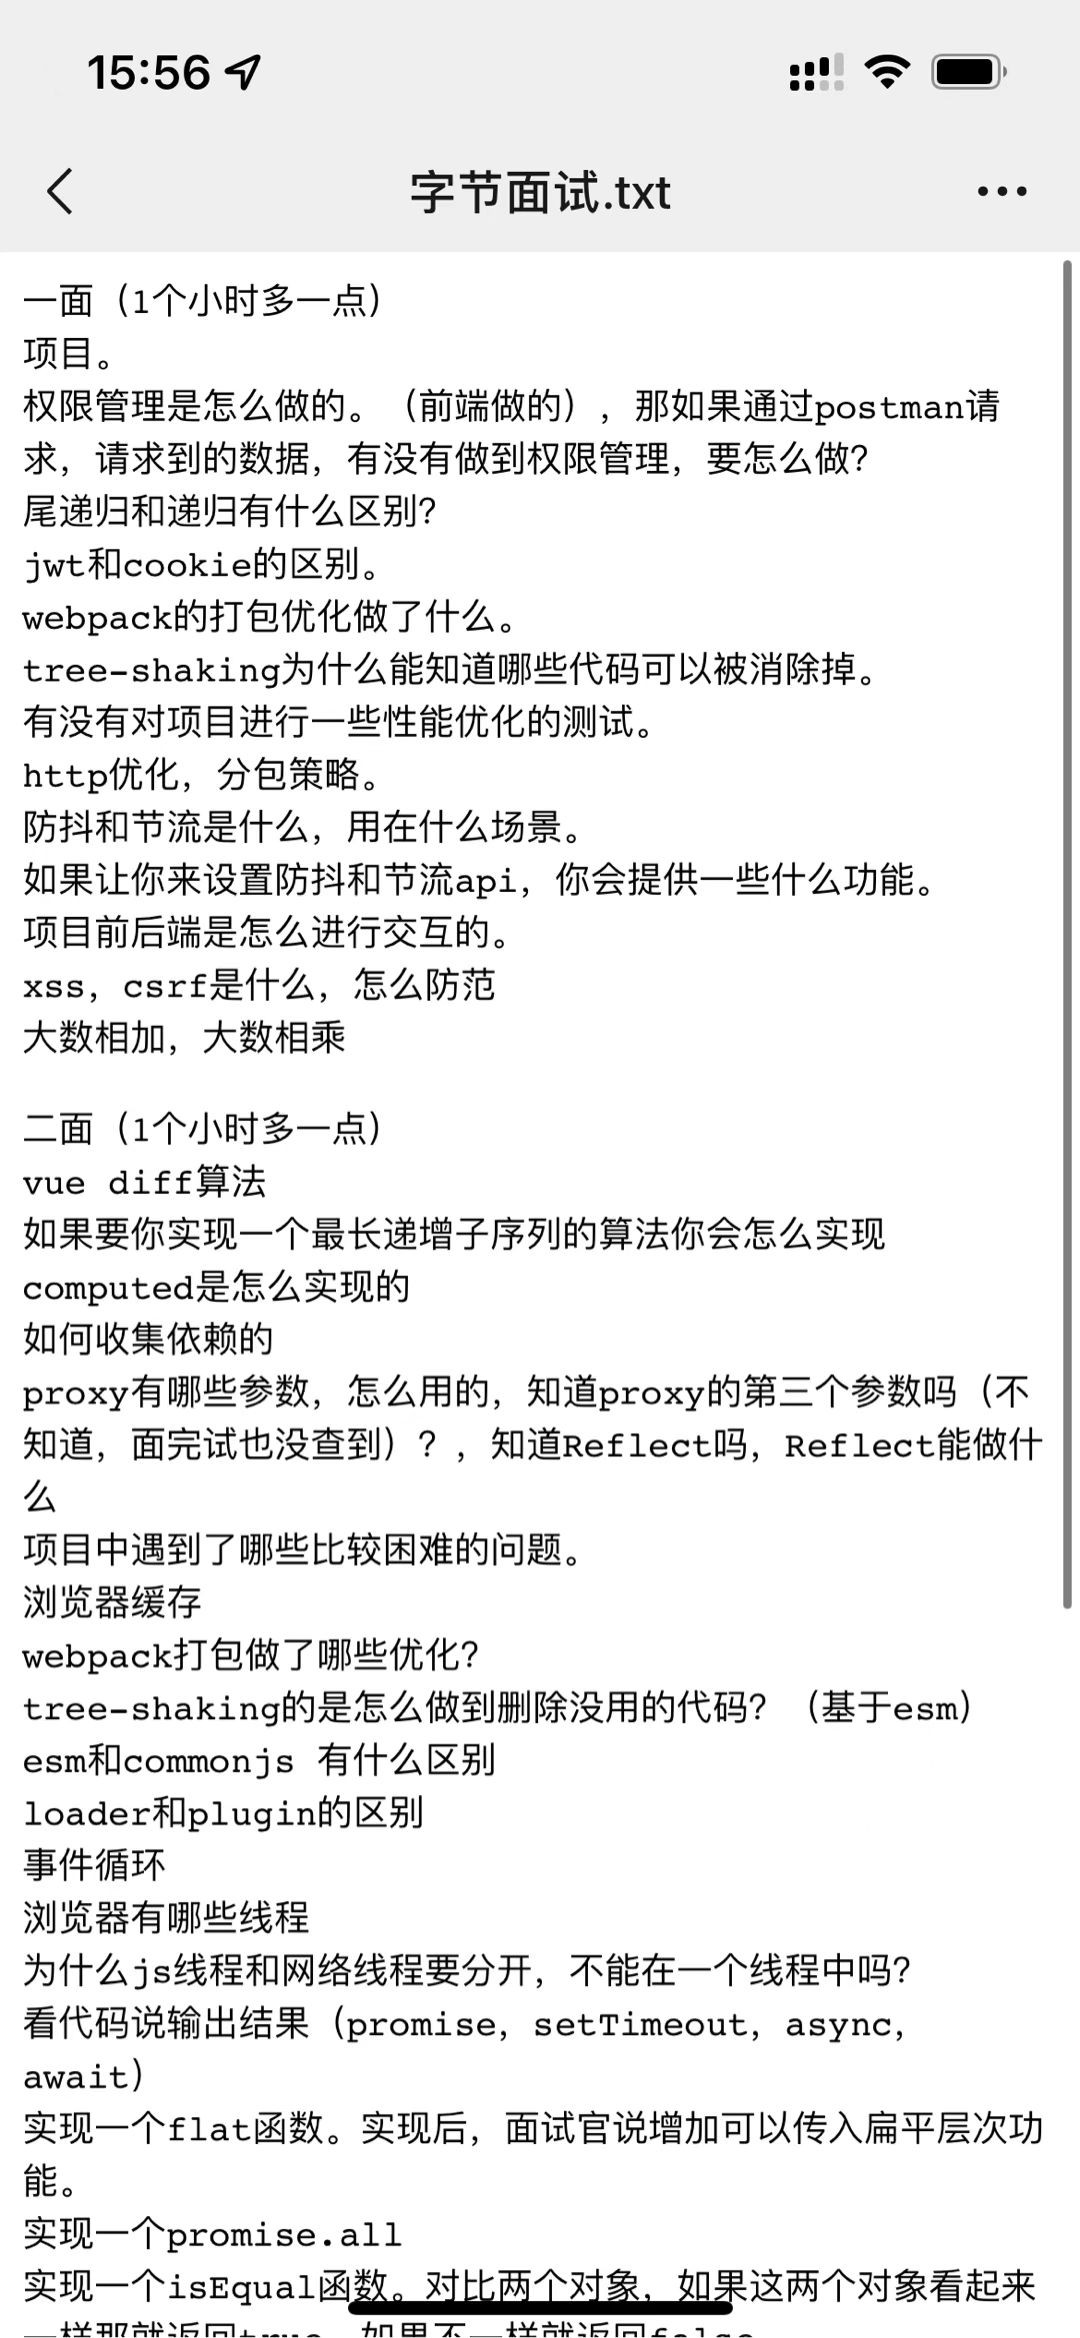 15:56
字节面试.txt
一面（1个小时多一点）
项目。
权限管理是怎么做的。（前端做的），那如果通过postman请
求，请求到的数据，有没有做到权限管理，要怎么做？
尾递归和递归有什么区别？
jwt和cookie的区别。
webpack的打包优化做了什么。
tree-shaking为什么能知道哪些代码可以被消除掉。
有没有对项目进行一些性能优化的测试。
http优化，分包策略。
防抖和节流是什么，用在什么场景。
如果让你来设置防抖和节流api，你会提供一些什么功能。
项目前后端是怎么进行交互的。
xss，csrf是什么，怎么防范
大数相加，大数相乘
二面（1个小时多一点）
vue diff算法
如果要你实现一个最长递增子序列的算法你会怎么实现
computed是怎么实现的
如何收集依赖的
proxy有哪些参数，怎么用的，知道proxy的第三个参数吗（不
知道，面完试也没查到）？，知道Reflect吗，Reflect能做什
么
项目中遇到了哪些比较困难的问题。
浏览器缓存
webpack打包做了哪些优化？
tree-shaking的是怎么做到删除没用的代码？（基于esm）
esm和commonjs 有什么区别
loader和plugin的区别
事件循环
浏览器有哪些线程
为什么js线程和网络线程要分开，不能在一个线程中吗？
看代码说输出结果（promise，setTimeout，async，
await）
实现一个flat函数。实现后，面试官说增加可以传入扁平层次功
能。
实现一个promise.all
实现一个isEqual函数。对比两个对象，如果这两个对象看起来
一样那就返回true，如果不一样就返回false